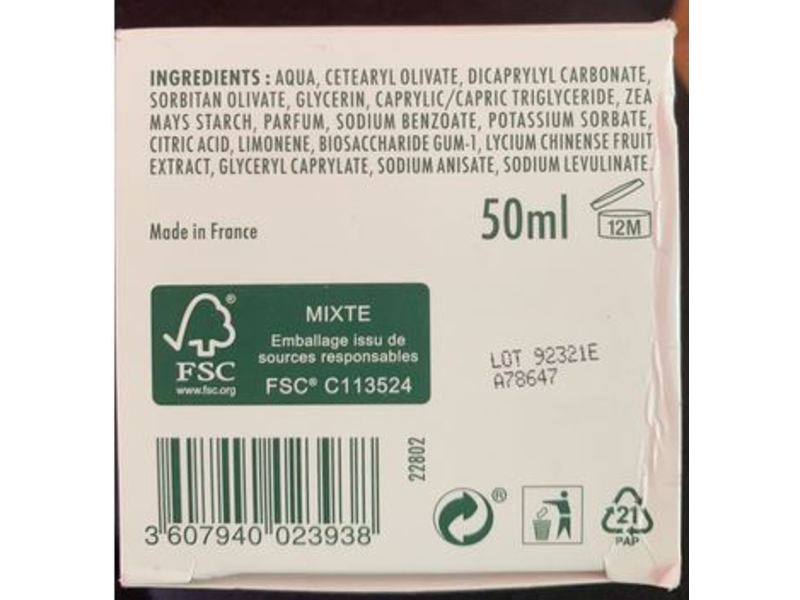 INGREDIENTS : AQUA, CETEARYL OLIVATE, DICAPRYLYL CARBONATE,
SORBITAN OLIVATE, GLYCERIN, CAPRYLIC/CAPRIC TRIGLYCERIDE, ZEA
MAYS STARCH, PARFUM, SODIUM BENZOATE, POTASSIUM SORBATE,
CITRIC ACID, LIMONENE, BIOSACCHARIDE GUM-1, LYCIUM CHINENSE FRUIT
EXTRACT, GLYCERYL CAPRYLATE, SODIUM ANISATE, SODIUM LEVULINATE.
Made in France
50ml
12M
FSC
www.fsc.org
MIXTE
Emballage issu de
sources responsables
FSC® C113524
LOT 92321E
A78647
22802
3 607940 023938
®
21
PAP